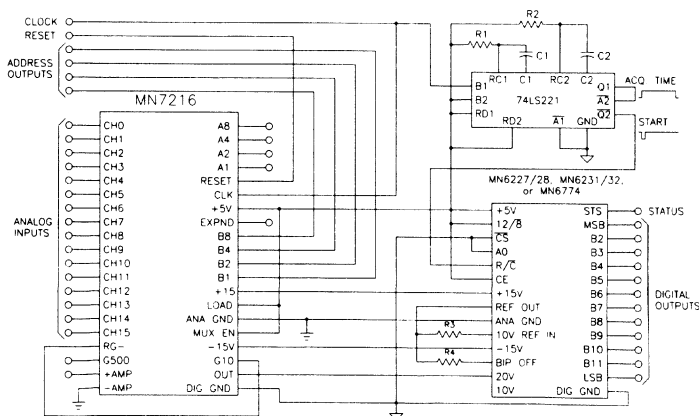 CLOCK
RESET
ADDRESS
OUTPUTS
MN7216
CH0
CH1
CH2
CH3
CH4
CH5
CH6
CH7
CH8
CH9
CH10
CH11
CH12
CH13
CH14
CH15
RG-
G500
+AMP
-AMP
ANALOG
INPUTS
A8
A4
A2
A1
RESET
CLK
+5V
EXPND
B8
B4
B2
B1
+15
LOAD
ANA GND
MUX EN
-15V
G10
OUT
DIG GND
R2
R1
C1
C2
RC1 C1 RC2 C2
B1
B2
RD1
74LS221
Q1
A2
Q2
RD2 A1 GND
ACQ TIME
START
MN6227/28, MN6231/32,
or MN6774
+5V
12/8
CS
A0
R/C
CE
+15V
REF OUT
ANA GND
10V REF IN
-15V
BIP OFF
20V
10V
R3
R4
STS
MSB
B2
B3
B4
B5
B6
B7
B8
B9
B10
B11
LSB
DIG GND
STATUS
DIGITAL
OUTPUTS